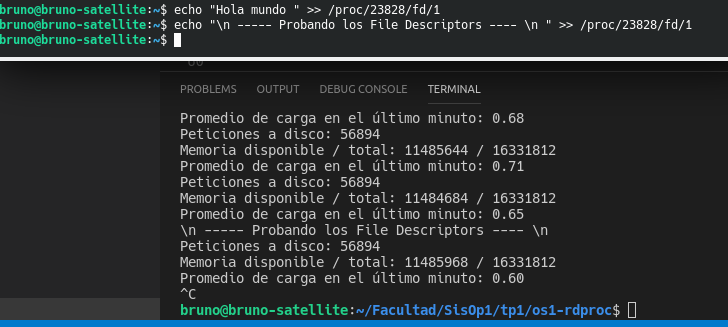 bruno@bruno-satellite:~$ echo "Hola mundo " >> /proc/23828/fd/1
bruno@bruno-satellite:~$ echo "\n ----- Probando los File Descriptors ---- \n " >> /proc/23828/fd/1
bruno@bruno-satellite:~$
PROBLEMS OUTPUT DEBUG CONSOLE TERMINAL
Promedio de carga en el último minuto: 0.68
Peticiones a disco: 56894
Memoria disponible / total: 11485644 / 16331812
Promedio de carga en el último minuto: 0.71
Peticiones a disco: 56894
Memoria disponible / total: 11484684 / 16331812
Promedio de carga en el último minuto: 0.65
\n ----- Probando los File Descriptors ---- \n
Peticiones a disco: 56894
Memoria disponible / total: 11485968 / 16331812
Promedio de carga en el último minuto: 0.60
^C
bruno@bruno-satellite:~/Facultad/SisOp1/tp1/os1-rdproc$